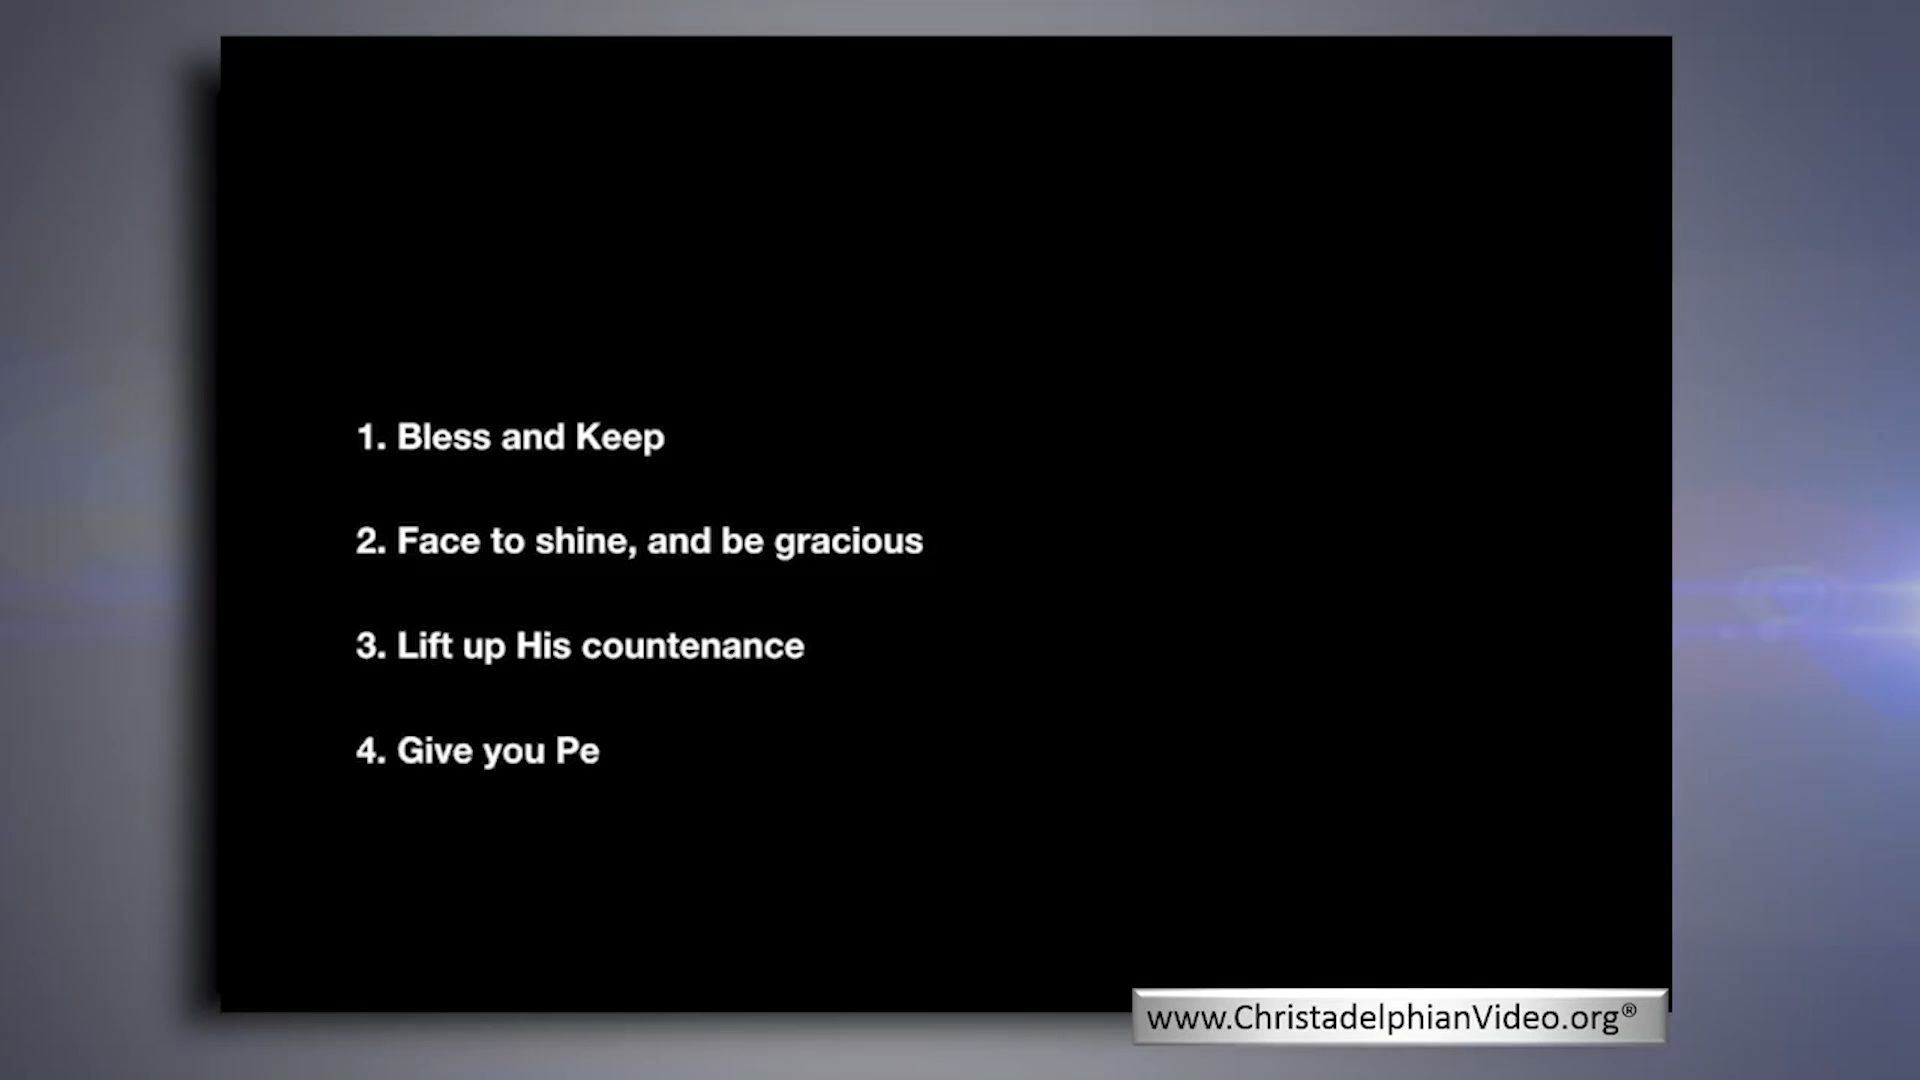 1. Bless and Keep
2. Face to shine, and be gracious
3. Lift up His countenance
4. Give you Pe
www.ChristadelphianVideo.org®